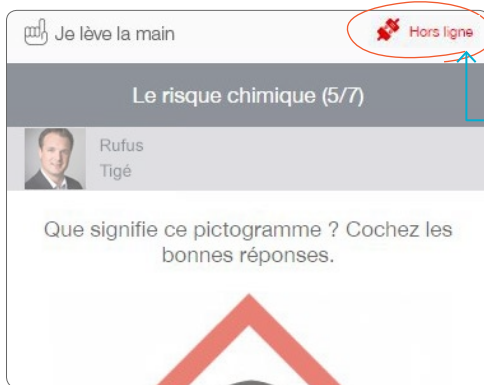 Je lève la main
Hors ligne
Le risque chimique (5/7)
Rufus
Tigé
Que signifie ce pictogramme ? Cochez les
bonnes réponses.